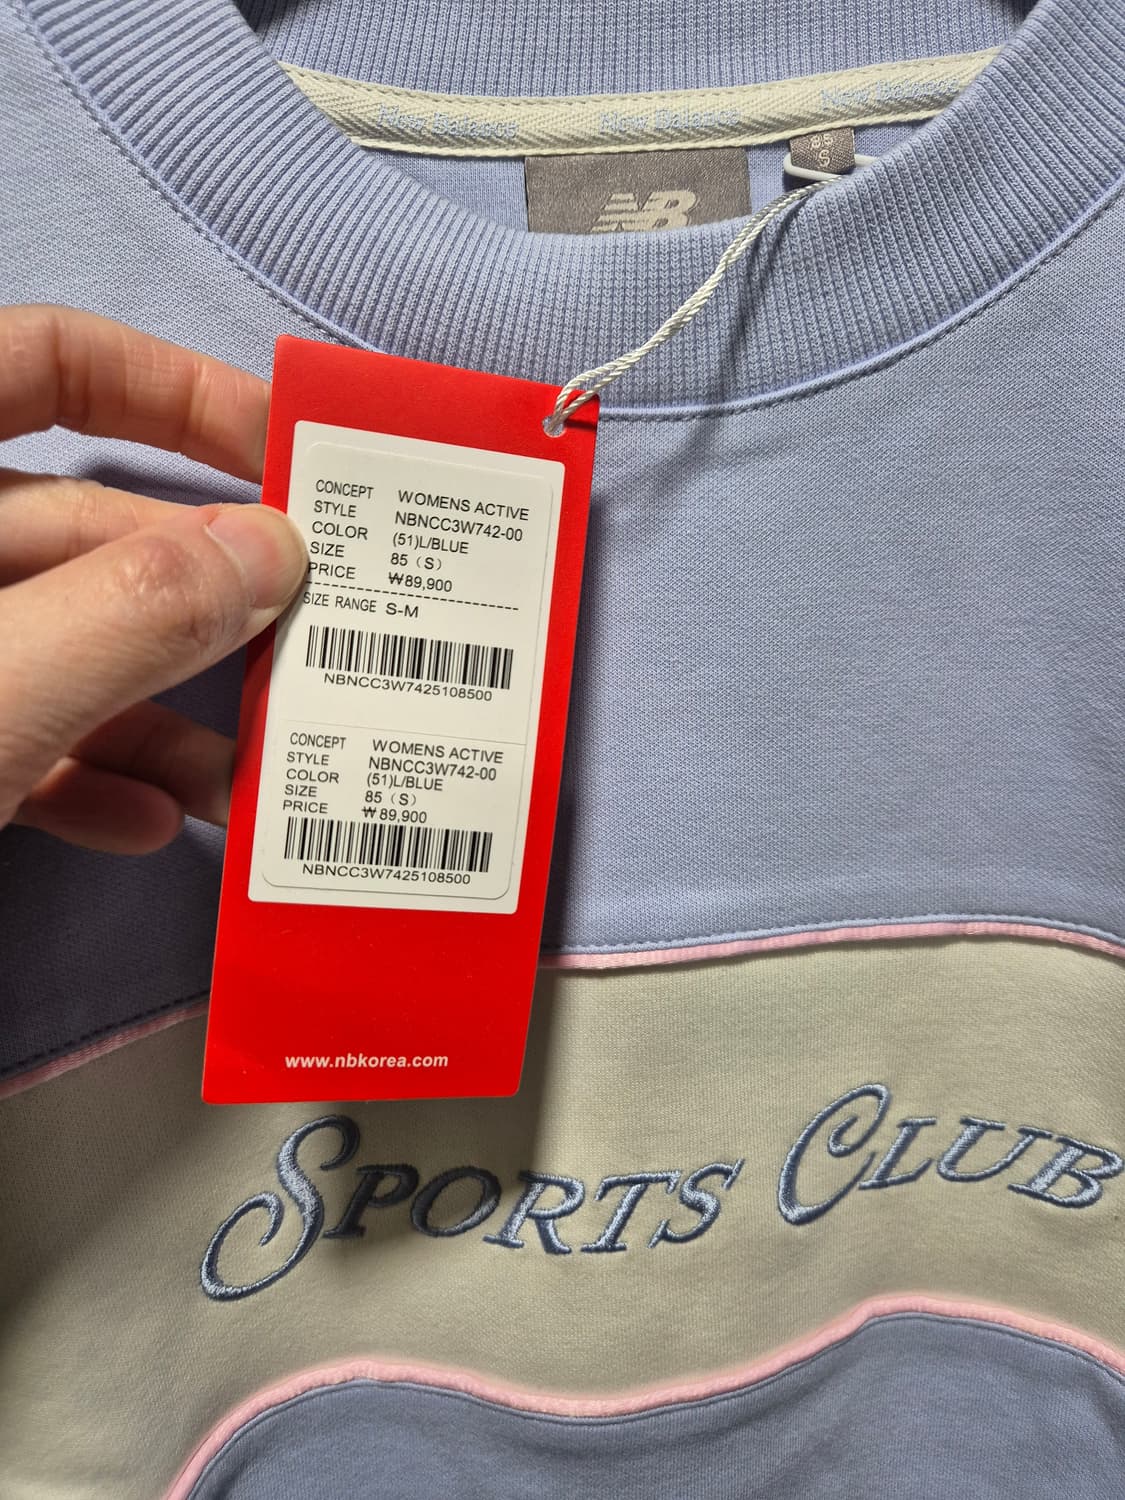 New Balance New Balance New Balance
85
S
NB
CONCEPT WOMENS ACTIVE
STYLE NBNCC3W742-00
COLOR (51)L/BLUE
SIZE 85 (S)
PRICE ₩89,900
SIZE RANGE S-M
NBNCC3W7425108500
CONCEPT WOMENS ACTIVE
STYLE NBNCC3W742-00
COLOR (51)L/BLUE
SIZE 85 (S)
PRICE ₩89,900
NBNCC3W7425108500
www.nbkorea.com
SPORTS CLUB